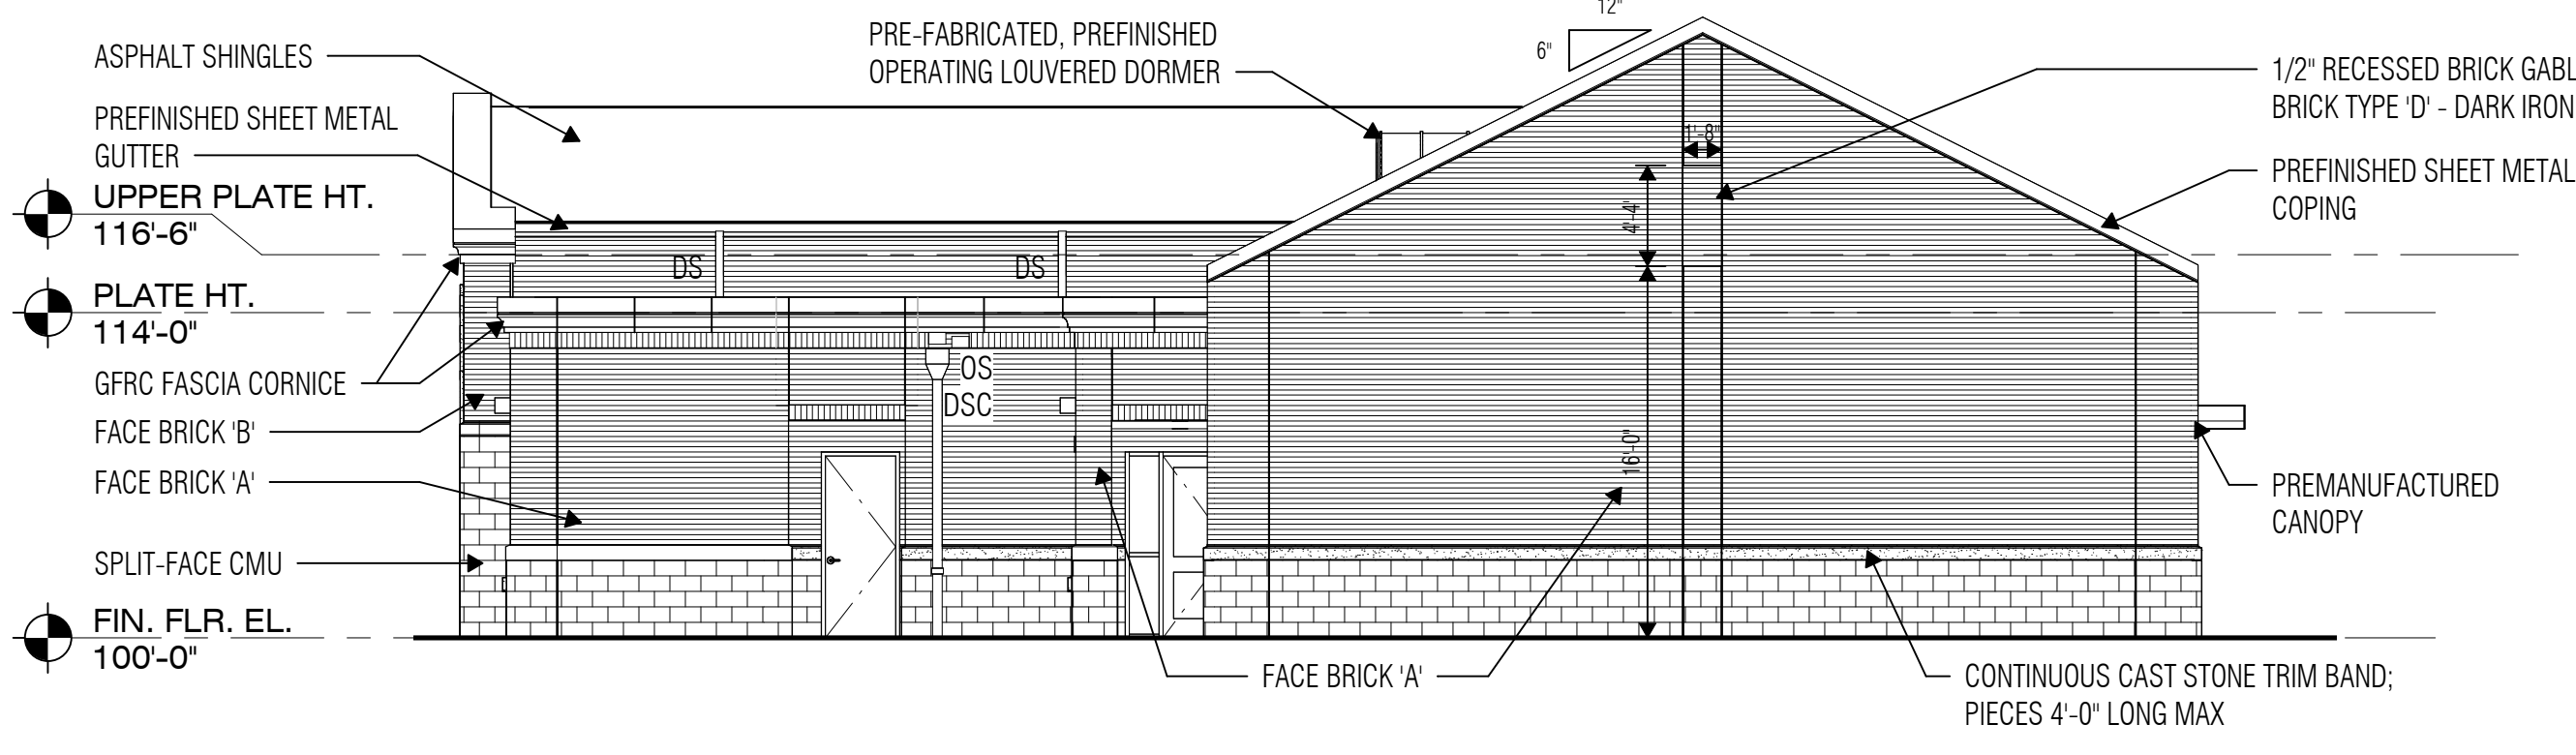 12"
6"
ASPHALT SHINGLES
PREFINISHED SHEET METAL
GUTTER
UPPER PLATE HT.
116'-6"
PLATE HT.
114'-0"
GFRC FASCIA CORNICE
FACE BRICK 'B'
FACE BRICK 'A'
SPLIT-FACE CMU
FIN. FLR. EL.
100'-0"
PRE-FABRICATED, PREFINISHED
OPERATING LOUVERED DORMER
DS
DS
OS
DSC
1'-8"
4'-4"
16'-0"
FACE BRICK 'A'
1/2" RECESSED BRICK GABL
BRICK TYPE 'D' - DARK IRON
PREFINISHED SHEET METAL
COPING
PREMANUFACTURED
CANOPY
CONTINUOUS CAST STONE TRIM BAND;
PIECES 4'-0" LONG MAX